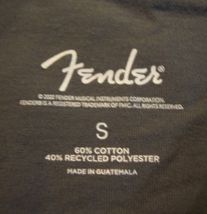 Fender®
© 2022 FENDER MUSICAL INSTRUMENTS CORPORATION.
FENDER® IS A REGISTERED TRADEMARK OF FMIC. ALL RIGHTS RESERVED.
S
60% COTTON
40% RECYCLED POLYESTER
MADE IN GUATEMALA